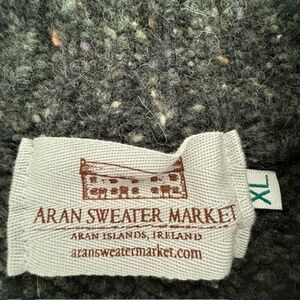 ARAN SWEATER MARKET
ARAN ISLANDS, IRELAND
aransweatermarket.com
XL